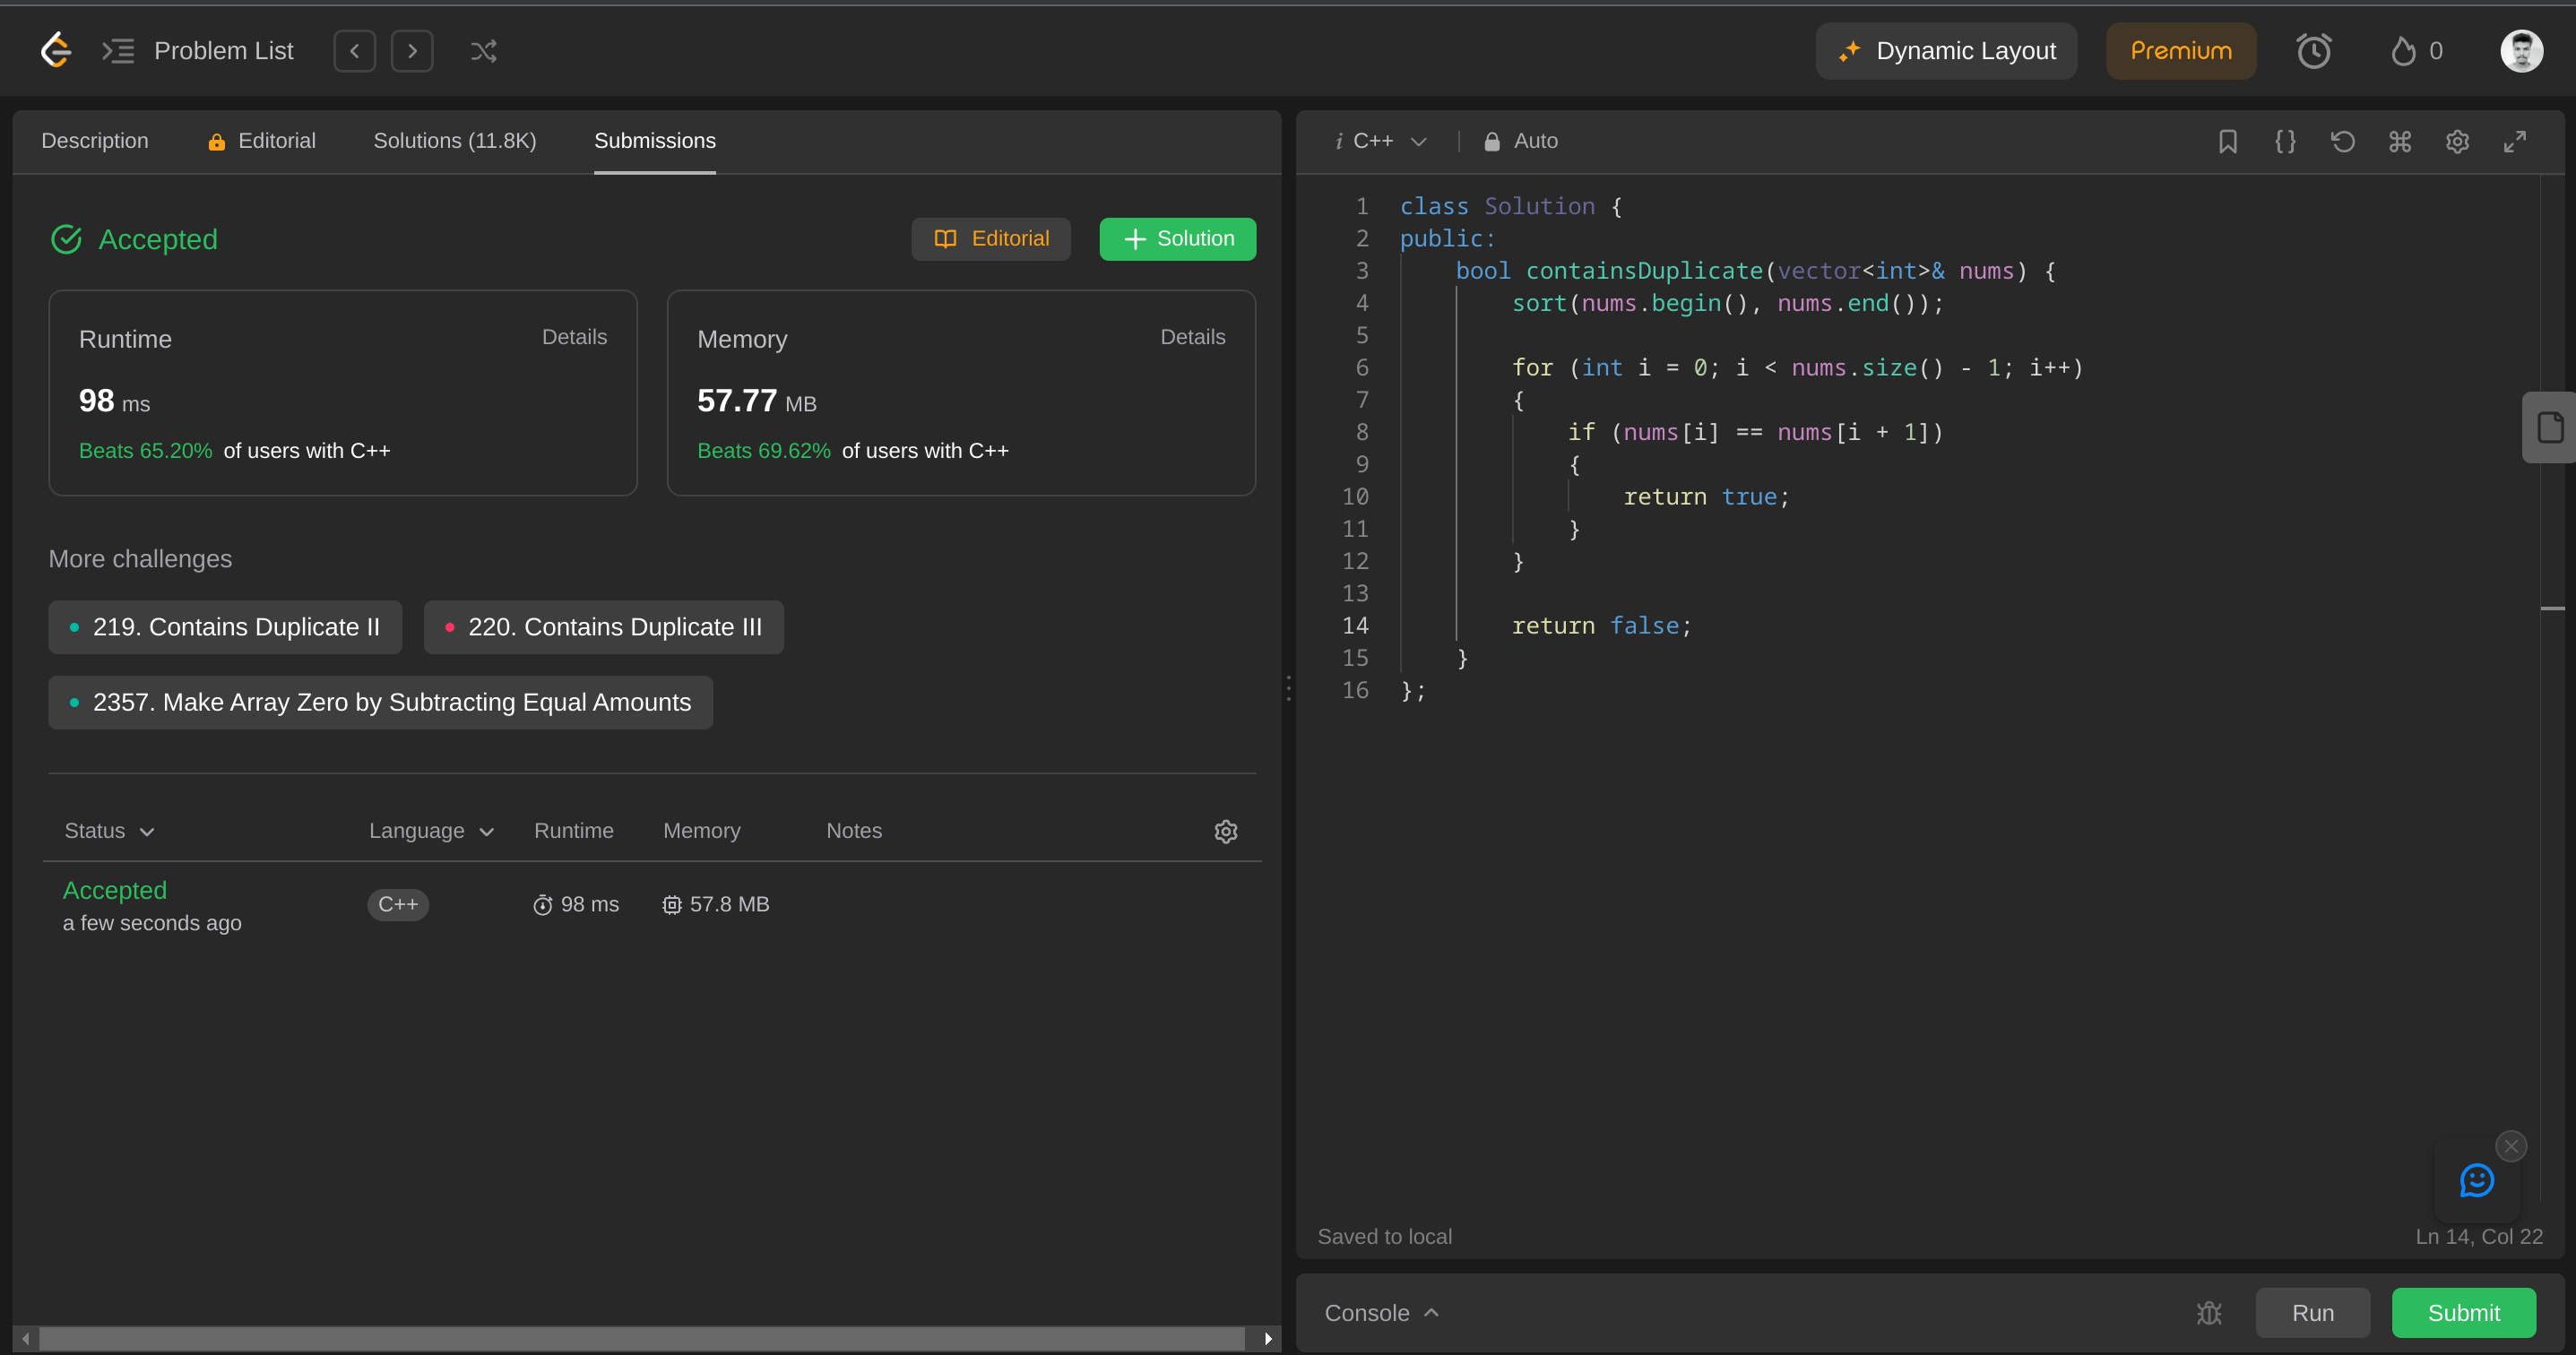 Problem List
Dynamic Layout
Premium
0
Description
Editorial
Solutions (11.8K)
Submissions
Accepted
Editorial
Solution
Runtime
Details
98 ms
Beats 65.20% of users with C++
Memory
Details
57.77 MB
Beats 69.62% of users with C++
More challenges
219. Contains Duplicate II
220. Contains Duplicate III
2357. Make Array Zero by Subtracting Equal Amounts
Status
Language
Runtime
Memory
Notes
Accepted
a few seconds ago
C++
98 ms
57.8 MB
i C++
Auto
1 class Solution {
2 public:
3     bool containsDuplicate(vector<int>& nums) {
4         sort(nums.begin(), nums.end());
5
6         for (int i = 0; i < nums.size() - 1; i++)
7         {
8             if (nums[i] == nums[i + 1])
9             {
10                 return true;
11             }
12         }
13
14         return false;
15     }
16 };
Saved to local
Ln 14, Col 22
Console
Run
Submit